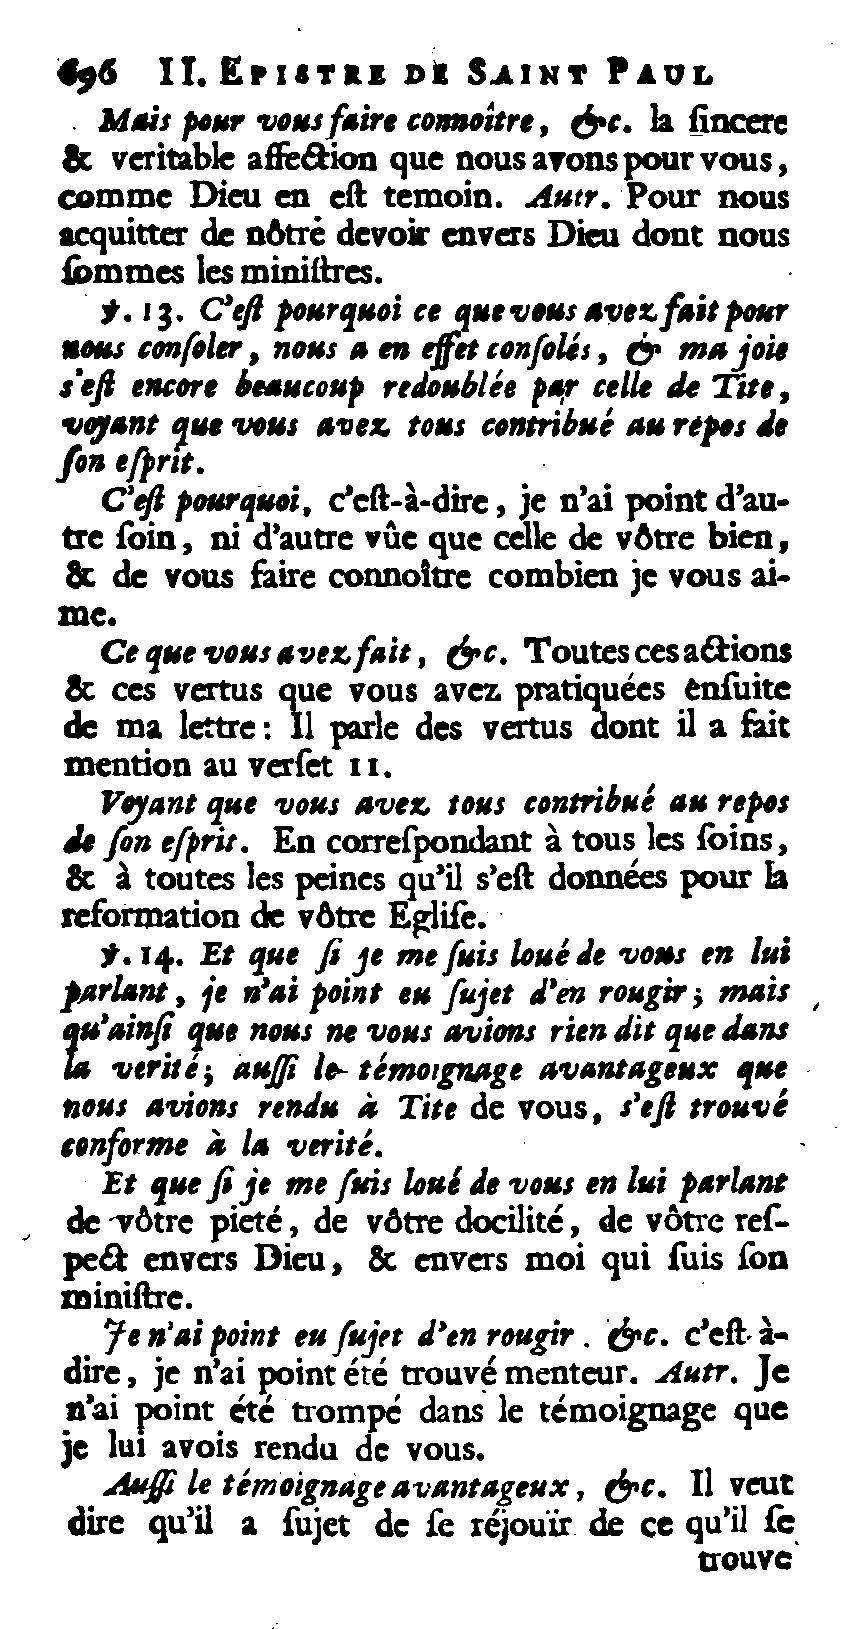 696 II. EPISTRE DE SAINT PAUL
Mais pour vous faire connoître, &c. la ſincere
& veritable affection que nous avons pour vous,
comme Dieu en eſt temoin. Autr. Pour nous
acquitter de nôtre devoir envers Dieu dont nous
ſommes les miniſtres.
℣. 13. C'eſt pourquoi ce que vous avez fait pour
nous conſoler, nous a en effet conſolés, & ma joie
s'eſt encore beaucoup redoublée par celle de Tite,
voyant que vous avez tous contribué au repos de
ſon eſprit.
C'eſt pourquoi, c'eſt-à-dire, je n'ai point d'au-
tre ſoin, ni d'autre vûe que celle de vôtre bien,
& de vous faire connoître combien je vous ai-
me.
Ce que vous avez fait, &c. Toutes ces actions
& ces vertus que vous avez pratiquées enſuite
de ma lettre: Il parle des vertus dont il a fait
mention au verſet 11.
Voyant que vous avez tous contribué au repos
de ſon eſprit. En correſpondant à tous les ſoins,
& à toutes les peines qu'il s'eſt données pour la
reformation de vôtre Egliſe.
℣. 14. Et que ſi je me ſuis loué de vous en lui
parlant, je n'ai point eu ſujet d'en rougir; mais
qu'ainſi que nous ne vous avions rien dit que dans
la verité; auſſi le témoignage avantageux que
nous avions rendu à Tite de vous, s'eſt trouvé
conforme à la verité.
Et que ſi je me ſuis loué de vous en lui parlant
de vôtre pieté, de vôtre docilité, de vôtre reſ-
pect envers Dieu, & envers moi qui ſuis ſon
miniſtre.
Je n'ai point eu ſujet d'en rougir. &c. c'eſt-à-
dire, je n'ai point été trouvé menteur. Autr. Je
n'ai point été trompé dans le témoignage que
je lui avois rendu de vous.
Auſſi le témoignage avantageux, &c. Il veut
dire qu'il a ſujet de ſe réjouïr de ce qu'il ſe
trouve